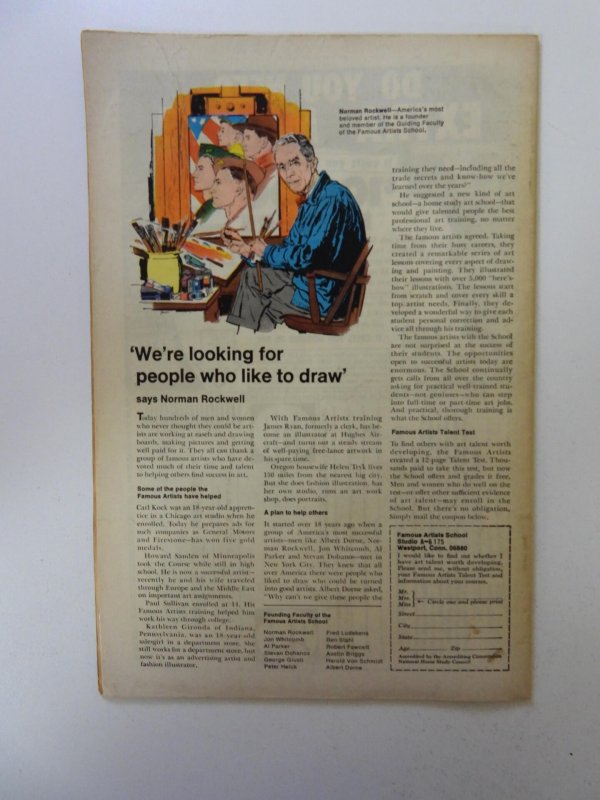 Norman Rockwell—America's most
beloved artist. He is a founder
and member of the Guiding Faculty
of the Famous Artists School.
'We're looking for
people who like to draw'
says Norman Rockwell
Today hundreds of men and women
who never thought they could be art-
ists are working at easels and drawing
boards, making pictures and getting
well paid for it. They all can thank a
group of famous artists who have de-
voted much of their time and talent
to helping others find success in art.
Some of the people the
Famous Artists have helped
Carl Kock was an 18-year-old appren-
tice in a Chicago art studio when he
enrolled. Today he prepares ads for
such companies as General Motors
and Firestone—has won five gold
medals.
Howard Sanden of Minneapolis
took the Course while still in high
school. He is now a successful artist—
recently he and his wife traveled
through Europe and the Middle East
on important art assignments.
Paul Sullivan enrolled at 14. His
Famous Artists training helped him
work his way through college.
Kathleen Gironda of Indiana,
Pennsylvania, was an 18-year-old
salesgirl in a department store. She
still works for a department store, but
now it's as an advertising artist and
fashion illustrator.
With Famous Artists training
James Ryan, formerly a clerk, has be-
come an illustrator at Hughes Air-
craft—and turns out a steady stream
of well-paying free-lance artwork in
his spare time.
Oregon housewife Helen Tryk lives
150 miles from the nearest big city.
But she does fashion illustration, has
her own studio, runs an art work
shop, does portraits.
A plan to help others
It started over 18 years ago when a
group of America's most successful
artists—men like Albert Dorne, Nor-
man Rockwell, Jon Whitcomb, Al
Parker and Stevan Dohanos—met in
New York City. They knew that all
over America there were people who
liked to draw who could be turned
into good artists. Albert Dorne asked,
"Why can't we give these people the
Founding Faculty of the
Famous Artists School
Norman Rockwell
Jon Whitcomb
Al Parker
Stevan Dohanos
George Giusti
Peter Helck
Fred Ludekens
Ben Stahl
Robert Fawcett
Austin Briggs
Harold Von Schmidt
Albert Dorne
training they need—including all the
trade secrets and know-how we've
learned over the years?"
He suggested a new kind of art
school—a home study art school—that
would give talented people the best
professional art training, no matter
where they live.
The famous artists agreed. Taking
time from their busy careers, they
created a remarkable series of art
lessons covering every aspect of draw-
ing and painting. They illustrated
their lessons with over 5,000 "here's-
how" illustrations. The lessons start
from scratch and cover every skill a
top artist needs. Finally, they de-
veloped a wonderful way to give each
student personal correction and ad-
vice all through his training.
The famous artists with the School
are not surprised at the success of
their students. The opportunities
open to successful artists today are
enormous. The School continually
gets calls from all over the country
asking for practical well-trained stu-
dents—not geniuses—who can step
into full-time or part-time art jobs.
And practical, thorough training is
what the School offers.
Famous Artists Talent Test
To find others with art talent worth
developing, the Famous Artists
created a 12-page Talent Test. Thou-
sands paid to take this test, but now
the School offers and grades it free.
Men and women who do well on the
test—or offer other sufficient evidence
of art talent—may enroll in the
School. But there's no obligation.
Simply mail the coupon below.
Famous Artists School
Westport, Conn. 06880
I would like to find out whether I
have art talent worth developing.
Please send me, without obligation,
your Famous Artists Talent Test and
information about your courses.
Mr.
Mrs.
Miss
Circle one and please print
Street
City
State
Age Zip
Accredited by the Accrediting Commission
National Home Study Council